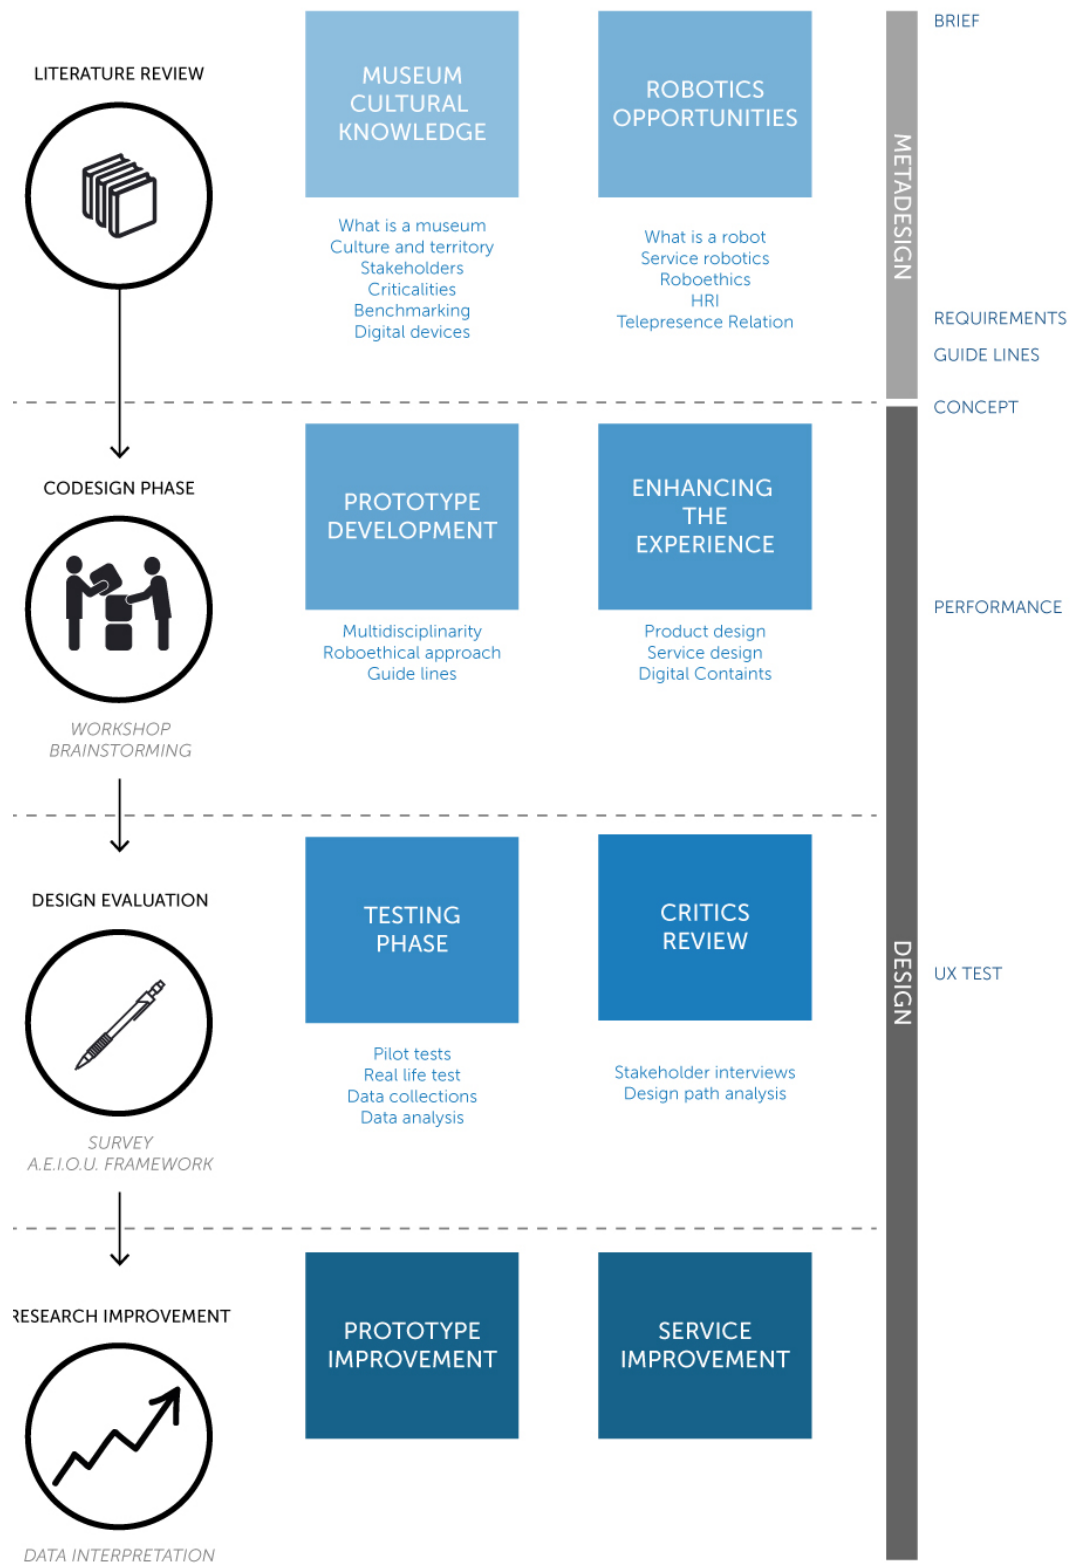 LITERATURE REVIEW
MUSEUM
CULTURAL
KNOWLEDGE
What is a museum
Culture and territory
Stakeholders
Criticalities
Benchmarking
Digital devices
ROBOTICS
OPPORTUNITIES
What is a robot
Service robotics
Roboethics
HRI
Telepresence Relation
METADESIGN
BRIEF
REQUIREMENTS
GUIDE LINES
CONCEPT
CODESIGN PHASE
WORKSHOP
BRAINSTORMING
PROTOTYPE
DEVELOPMENT
Multidisciplinarity
Roboethical approach
Guide lines
ENHANCING
THE
EXPERIENCE
Product design
Service design
Digital Containts
PERFORMANCE
DESIGN EVALUATION
SURVEY
A.E.I.O.U. FRAMEWORK
TESTING
PHASE
Pilot tests
Real life test
Data collections
Data analysis
CRITICS
REVIEW
Stakeholder interviews
Design path analysis
DESIGN
UX TEST
RESEARCH IMPROVEMENT
DATA INTERPRETATION
PROTOTYPE
IMPROVEMENT
SERVICE
IMPROVEMENT